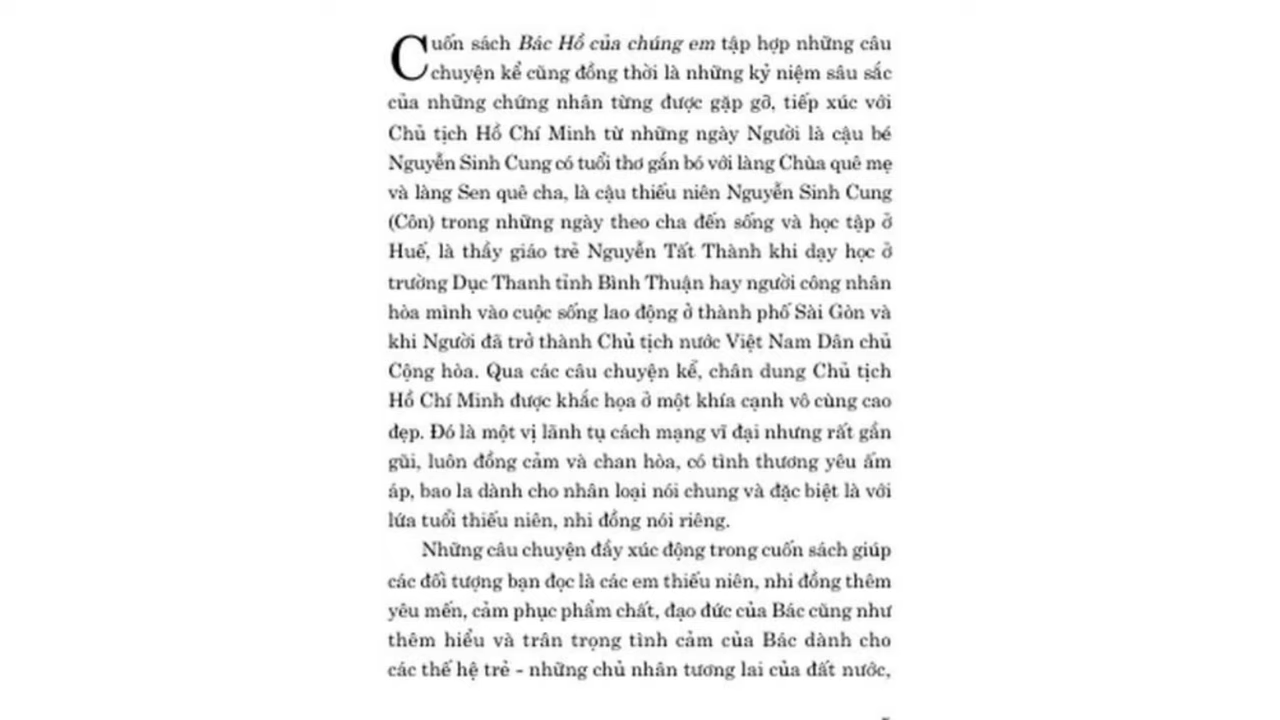 Cuốn sách Bác Hồ của chúng em tập hợp những câu
chuyện kể cũng đồng thời là những kỷ niệm sâu sắc
của những chứng nhân từng được gặp gỡ, tiếp xúc với
Chủ tịch Hồ Chí Minh từ những ngày Người là cậu bé
Nguyễn Sinh Cung có tuổi thơ gắn bó với làng Chùa quê mẹ
và làng Sen quê cha, là cậu thiếu niên Nguyễn Sinh Cung
(Côn) trong những ngày theo cha đến sống và học tập ở
Huế, là thầy giáo trẻ Nguyễn Tất Thành khi dạy học ở
trường Dục Thanh tỉnh Bình Thuận hay người công nhân
hòa mình vào cuộc sống lao động ở thành phố Sài Gòn và
khi Người đã trở thành Chủ tịch nước Việt Nam Dân chủ
Cộng hòa. Qua các câu chuyện kể, chân dung Chủ tịch
Hồ Chí Minh được khắc họa ở một khía cạnh vô cùng cao
đẹp. Đó là một vị lãnh tụ cách mạng vĩ đại nhưng rất gần
gũi, luôn đồng cảm và chan hòa, có tình thương yêu ấm
áp, bao la dành cho nhân loại nói chung và đặc biệt là với
lứa tuổi thiếu niên, nhi đồng nói riêng.
Những câu chuyện đầy xúc động trong cuốn sách giúp
các đối tượng bạn đọc là các em thiếu niên, nhi đồng thêm
yêu mến, cảm phục phẩm chất, đạo đức của Bác cũng như
thêm hiểu và trân trọng tình cảm của Bác dành cho
các thế hệ trẻ - những chủ nhân tương lai của đất nước,